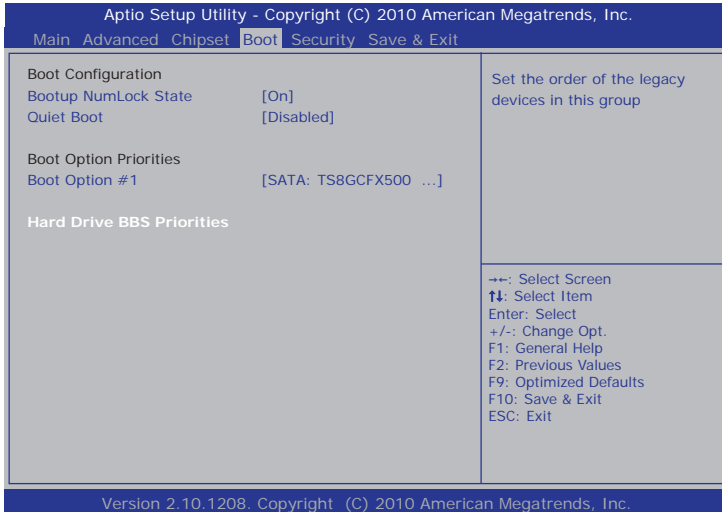 Aptio Setup Utility - Copyright (C) 2010 American Megatrends, Inc.
Main Advanced Chipset Boot Security Save & Exit
Boot Configuration
Bootup NumLock State [On]
Quiet Boot [Disabled]
Boot Option Priorities
Boot Option #1 [SATA: TS8GCFX500 ...]
Hard Drive BBS Priorities
Set the order of the legacy
devices in this group
→←: Select Screen
↑↓: Select Item
Enter: Select
+/-: Change Opt.
F1: General Help
F2: Previous Values
F9: Optimized Defaults
F10: Save & Exit
ESC: Exit
Version 2.10.1208. Copyright (C) 2010 American Megatrends, Inc.